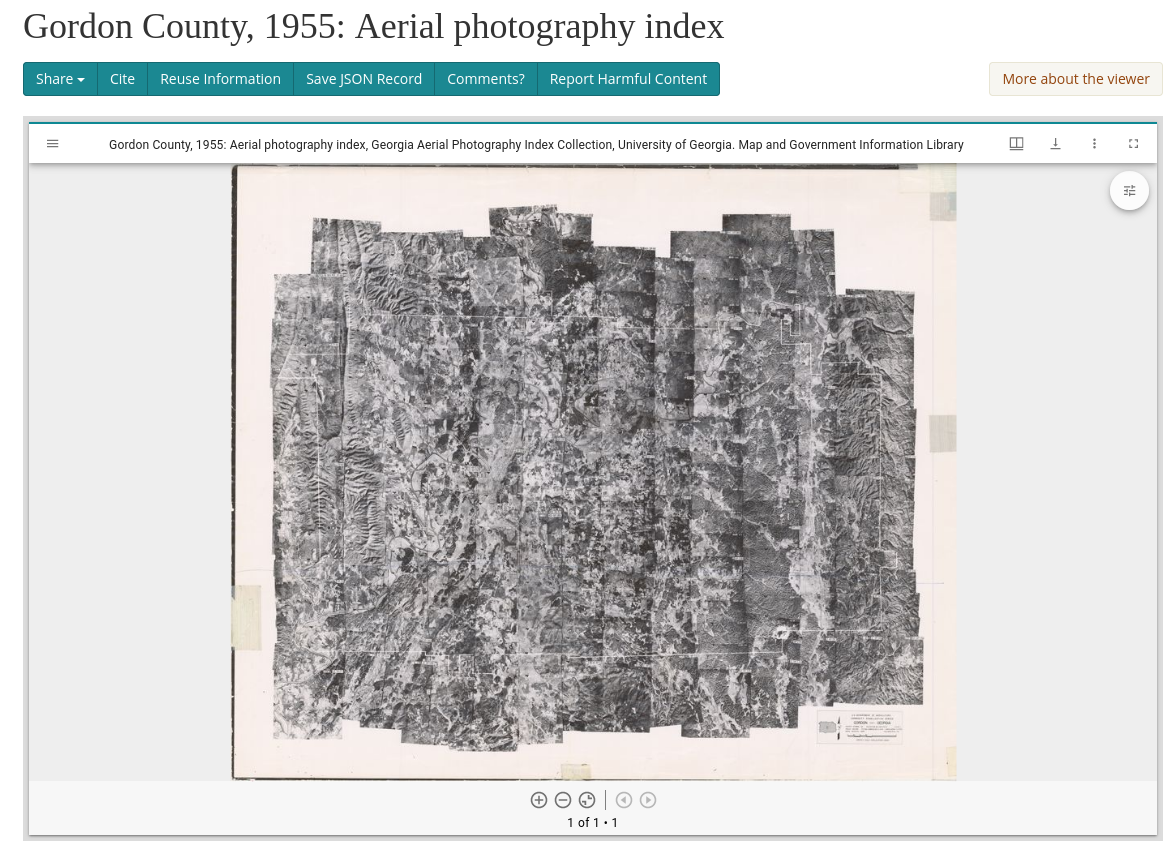 Gordon County, 1955: Aerial photography index
Share Cite Reuse Information Save JSON Record Comments? Report Harmful Content More about the viewer
Gordon County, 1955: Aerial photography index, Georgia Aerial Photography Index Collection, University of Georgia. Map and Government Information Library
1 of 1 • 1